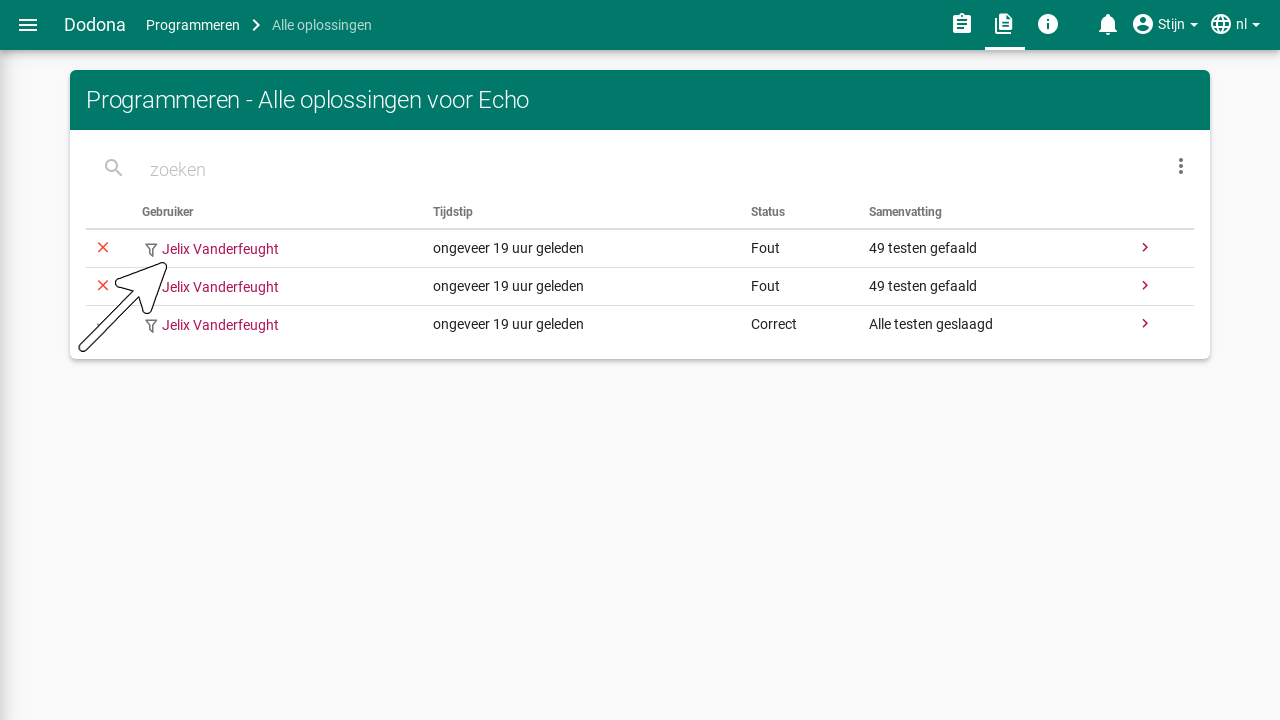 Dodona Programmeren Alle oplossingen Stijn nl
Programmeren - Alle oplossingen voor Echo
zoeken
Gebruiker Tijdstip Status Samenvatting
Jelix Vanderfeught ongeveer 19 uur geleden Fout 49 testen gefaald
Jelix Vanderfeught ongeveer 19 uur geleden Fout 49 testen gefaald
Jelix Vanderfeught ongeveer 19 uur geleden Correct Alle testen geslaagd